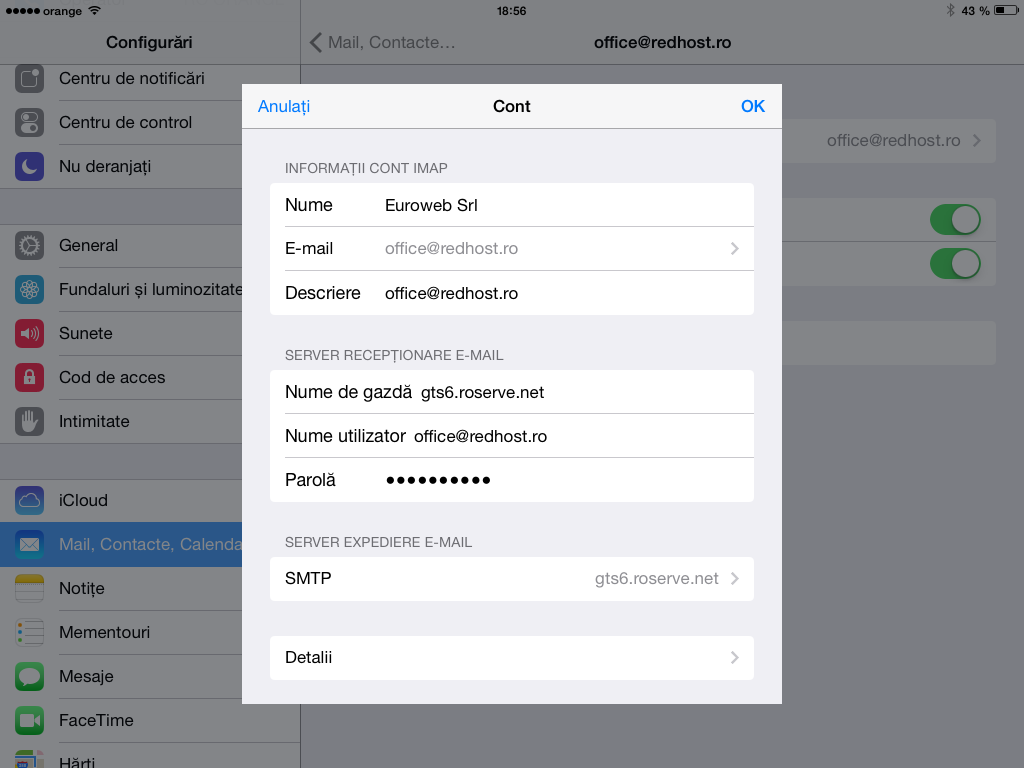 orange
18:56
43 %
Configurări
Mail, Contacte…
office@redhost.ro
Centru de notificări
Centru de control
Nu deranjați
General
Fundaluri și luminozitate
Sunete
Cod de acces
Intimitate
iCloud
Mail, Contacte, Calenda
Notițe
Mementouri
Mesaje
FaceTime
Hărți
office@redhost.ro
Anulați
Cont
OK
INFORMAȚII CONT IMAP
Nume Euroweb Srl
E-mail office@redhost.ro
Descriere office@redhost.ro
SERVER RECEPȚIONARE E-MAIL
Nume de gazdă gts6.roserve.net
Nume utilizator office@redhost.ro
Parolă ●●●●●●●●●●
SERVER EXPEDIERE E-MAIL
SMTP gts6.roserve.net
Detalii